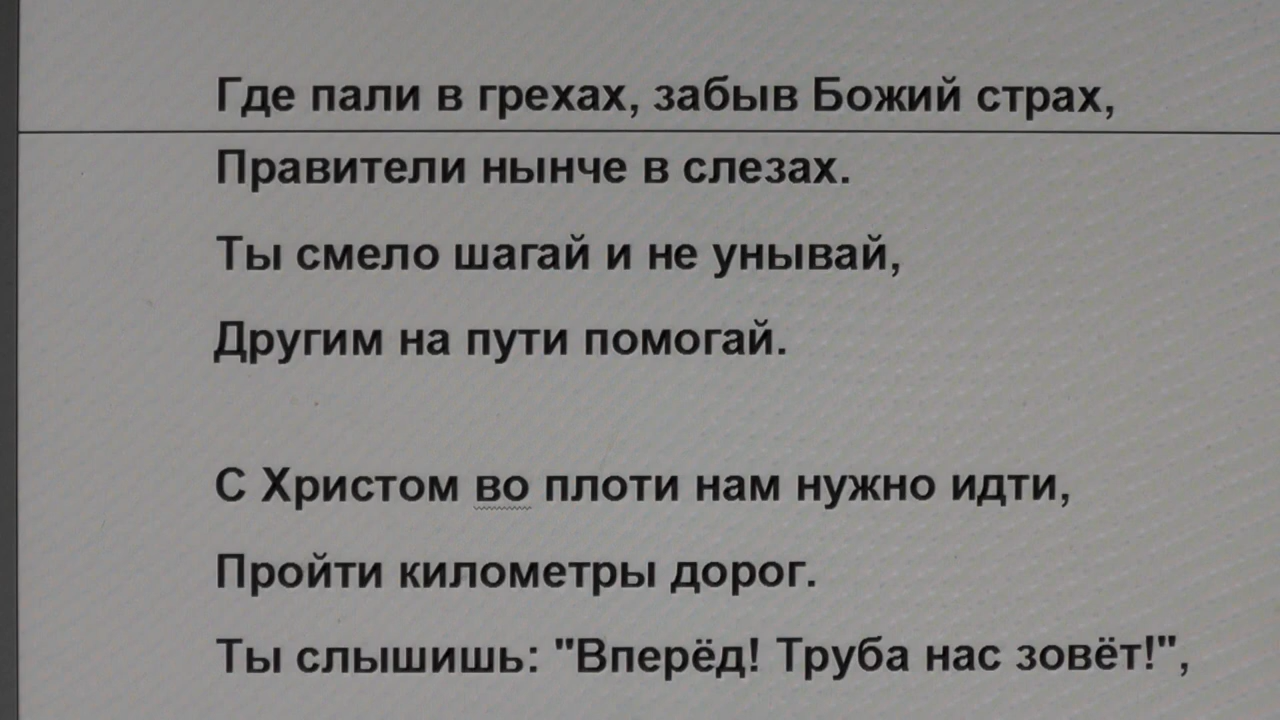 Где пали в грехах, забыв Божий страх,
Правители нынче в слезах.
Ты смело шагай и не унывай,
Другим на пути помогай.
С Христом во плоти нам нужно идти,
Пройти километры дорог.
Ты слышишь: "Вперёд! Труба нас зовёт!",